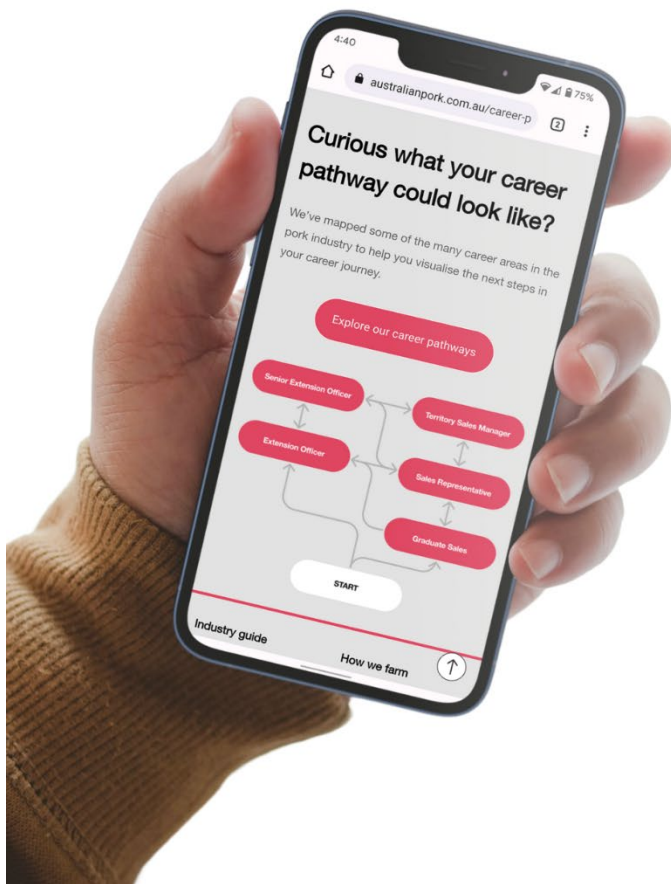 4:40
75%
australianpork.com.au/career-p
2
Curious what your career
pathway could look like?
We've mapped some of the many career areas in the
pork industry to help you visualise the next steps in
your career journey.
Explore our career pathways
Senior Extension Officer
Territory Sales Manager
Extension Officer
Sales Representative
Graduate Sales
START
Industry guide
How we farm